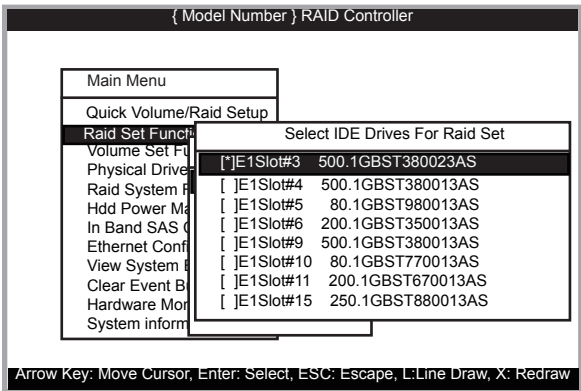 { Model Number } RAID Controller
Main Menu
Quick Volume/Raid Setup
Raid Set Functi
Volume Set Fu
Physical Drive
Raid System F
Hdd Power Ma
In Band SAS
Ethernet Confi
View System
Clear Event B
Hardware Mor
System inform
Select IDE Drives For Raid Set
[*]E1Slot#3 500.1GBST380023AS
[ ]E1Slot#4 500.1GBST380013AS
[ ]E1Slot#5 80.1GBST980013AS
[ ]E1Slot#6 200.1GBST350013AS
[ ]E1Slot#9 500.1GBST380013AS
[ ]E1Slot#10 80.1GBST770013AS
[ ]E1Slot#11 200.1GBST670013AS
[ ]E1Slot#15 250.1GBST880013AS
Arrow Key: Move Cursor, Enter: Select, ESC: Escape, L:Line Draw, X: Redraw